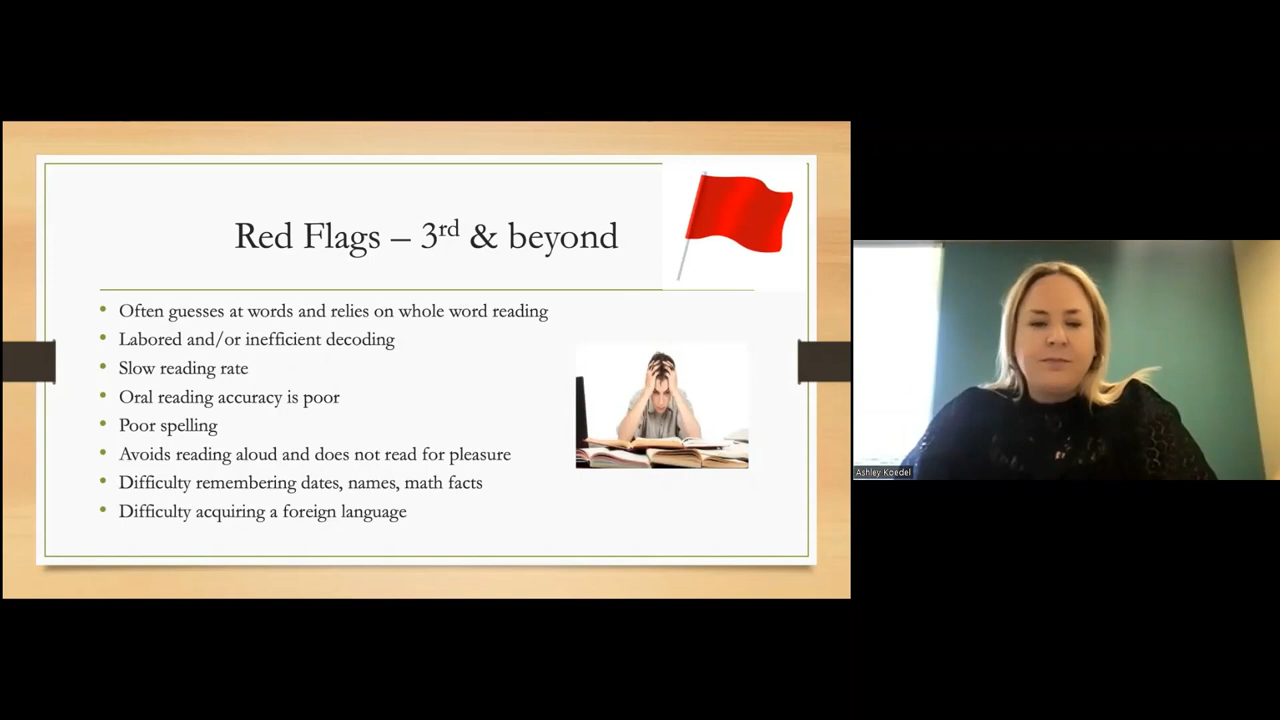 Red Flags – 3rd & beyond
• Often guesses at words and relies on whole word reading
• Labored and/or inefficient decoding
• Slow reading rate
• Oral reading accuracy is poor
• Poor spelling
• Avoids reading aloud and does not read for pleasure
• Difficulty remembering dates, names, math facts
• Difficulty acquiring a foreign language
Ashley Koedel